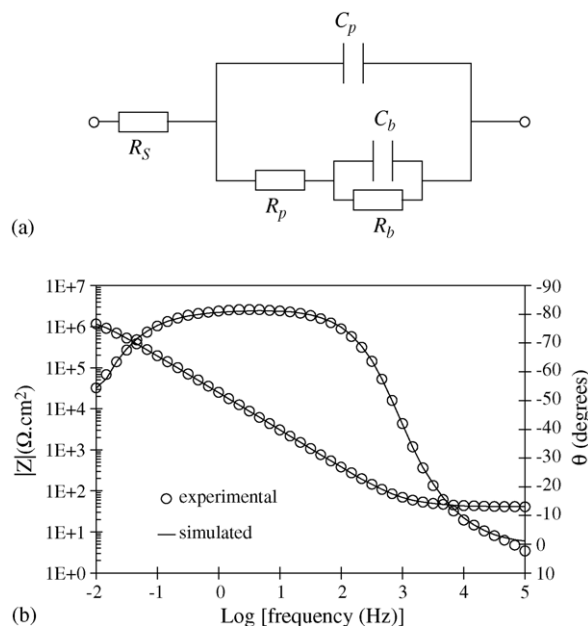 C_p
C_b
R_S
R_p
R_b
(a)
1E+7
1E+6
1E+5
1E+4
1E+3
1E+2
1E+1
1E+0
|Z|(Ω.cm²)
-90
-80
-70
-60
-50
-40
-30
-20
-10
0
10
θ (degrees)
experimental
simulated
-2 -1 0 1 2 3 4 5
Log [frequency (Hz)]
(b)